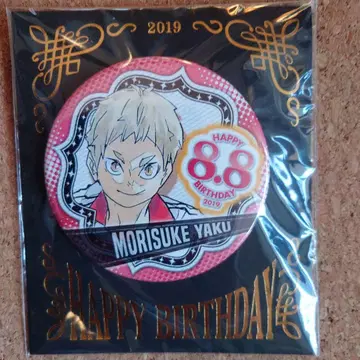 2019
HAPPY
8.8
BIRTHDAY
2019
MORISUKE YAKU
HAPPY BIRTHDAY